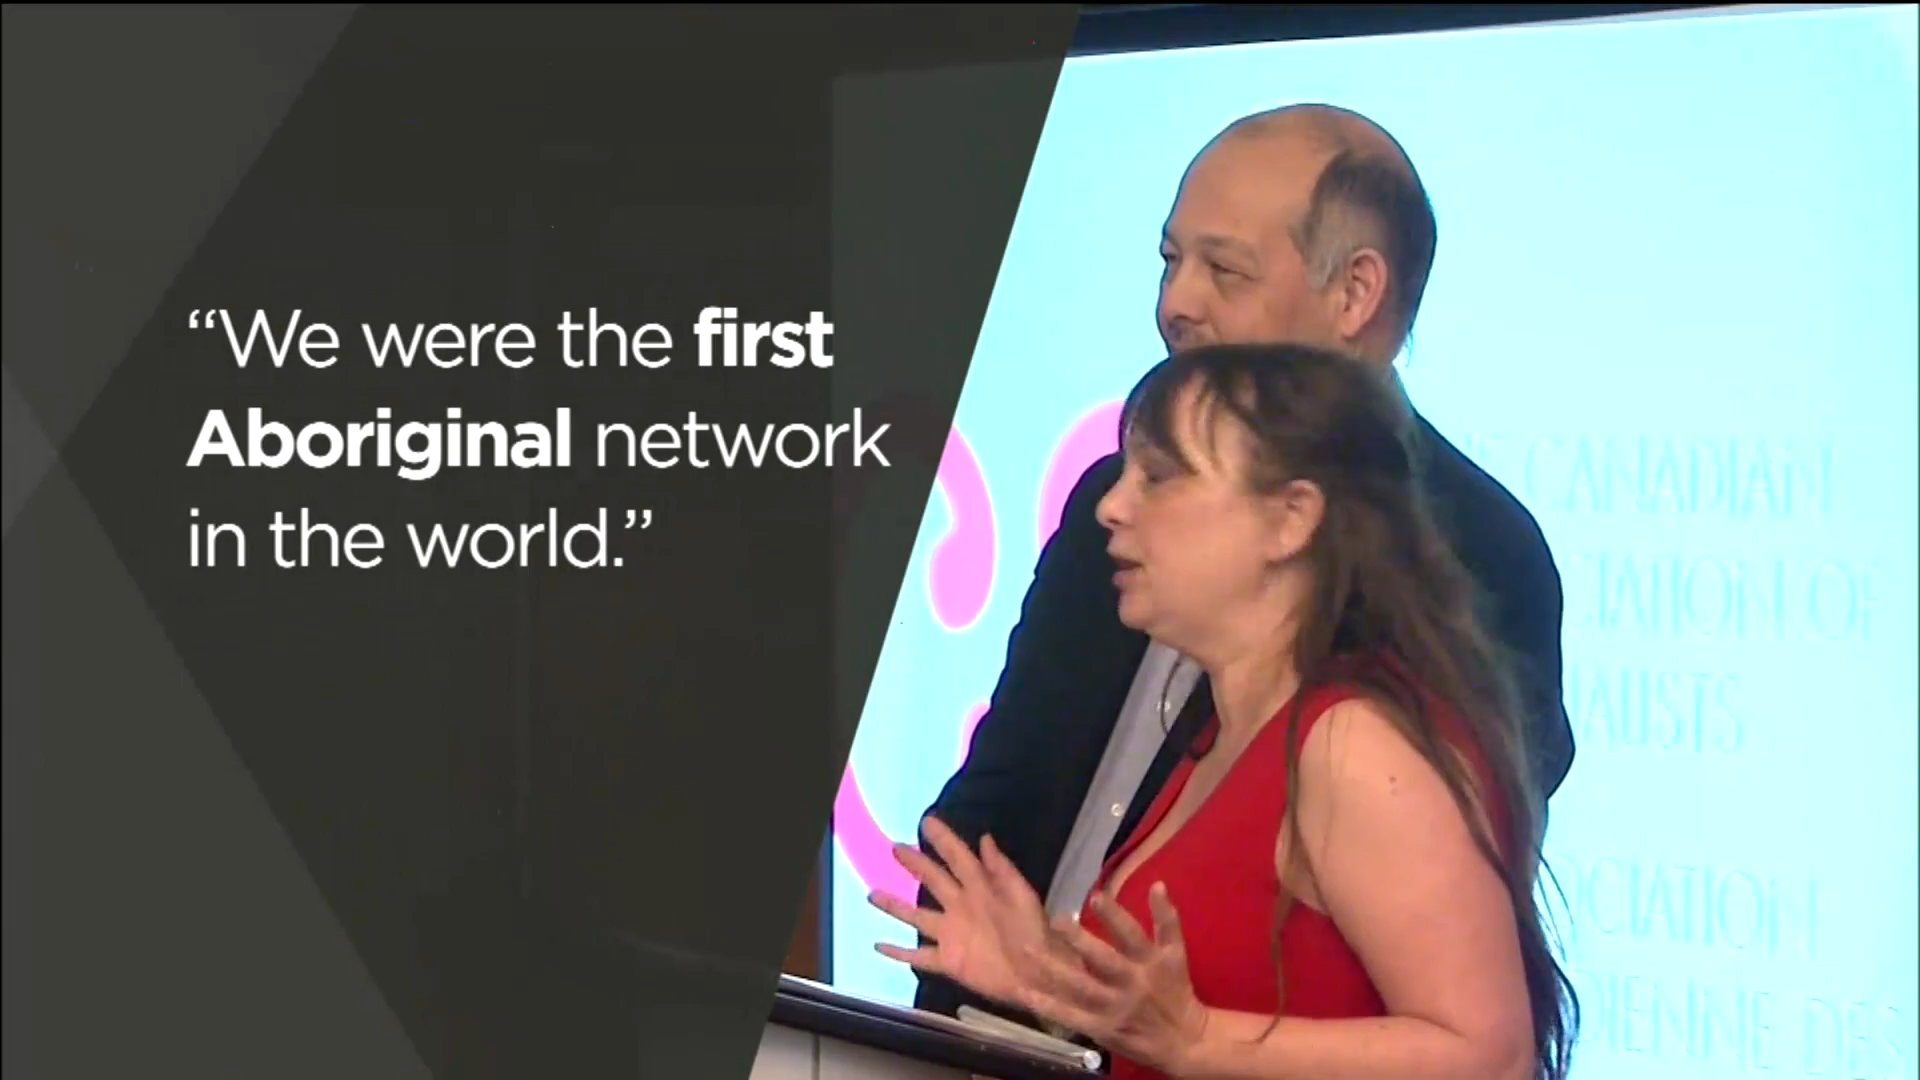 “We were the first
Aboriginal network
in the world.”
CANADIAN
CIATION OF
ALISTS
OCIATION
DIENNE DES